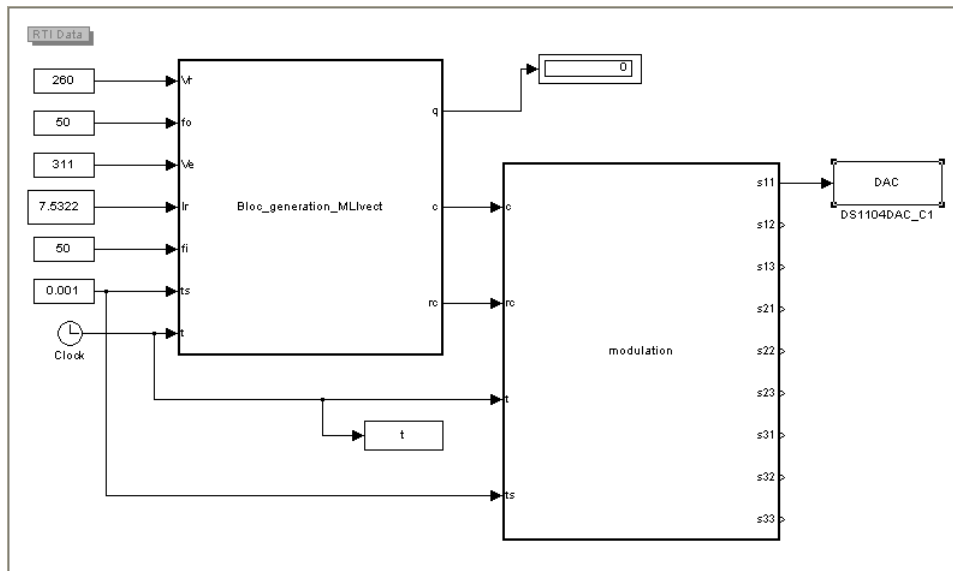 RTI Data
260
Vr
50
fo
311
Ve
7.5322
Ir
50
fi
0.001
ts
Clock
t
Bloc_generation_MLIvect
q
c
rc
0
c
rc
t
ts
modulation
s11
s12
s13
s21
s22
s23
s31
s32
s33
t
DAC
DS1104DAC_C1